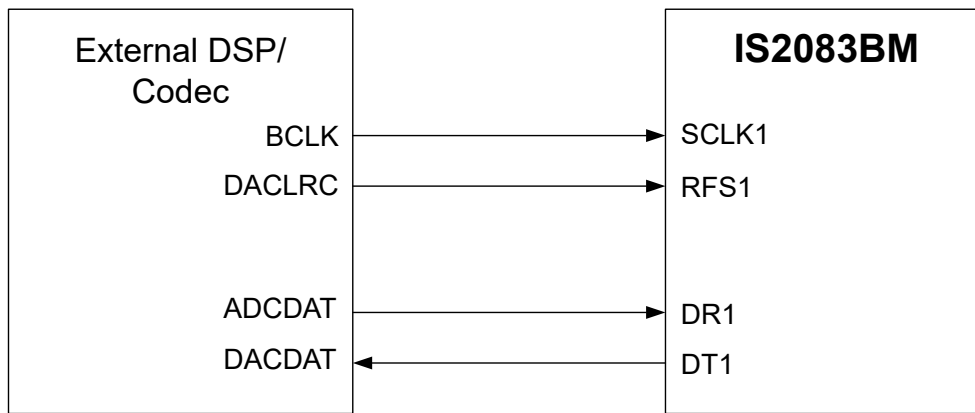 External DSP/
Codec
IS2083BM
BCLK
SCLK1
DACLRC
RFS1
ADCDAT
DR1
DACDAT
DT1